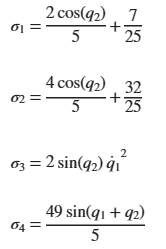 σ₁ = 2 cos(q₂)/5 + 7/25
σ₂ = 4 cos(q₂)/5 + 32/25
σ₃ = 2 sin(q₂) q̇₁²
σ₄ = 49 sin(q₁ + q₂)/5